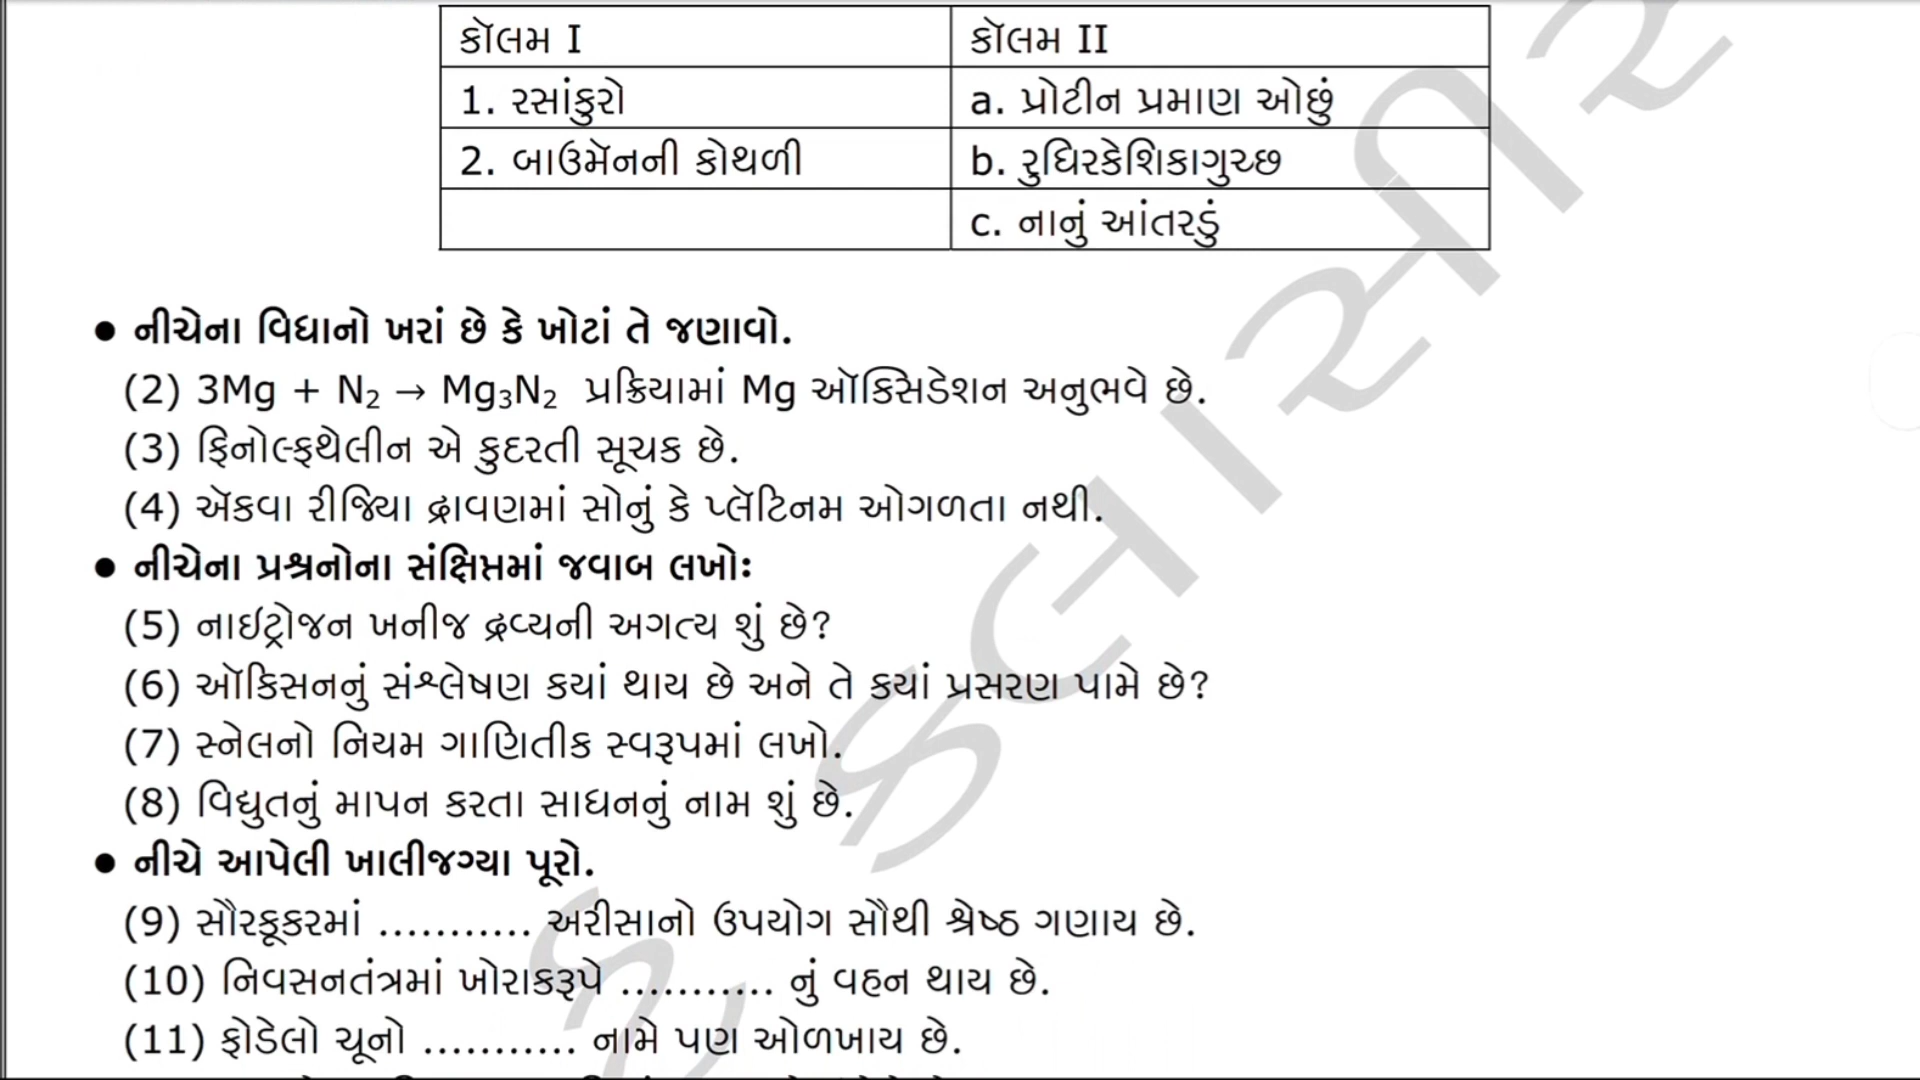 કૉલમ I કૉલમ II
1. રસાંકુરો a. પ્રોટીન પ્રમાણ ઓછું
2. બાઉમૅનની કોથળી b. રુધિરકેશિકાગુચ્છ
c. નાનું આંતરડું
● નીચેના વિધાનો ખરાં છે કે ખોટાં તે જણાવો.
(2) 3Mg + N₂ → Mg₃N₂ પ્રક્રિયામાં Mg ઑક્સિડેશન અનુભવે છે.
(3) ફિનોલ્ફથેલીન એ કુદરતી સૂચક છે.
(4) ઍકવા રીજિયા દ્રાવણમાં સોનું કે પ્લૅટિનમ ઓગળતા નથી.
● નીચેના પ્રશ્રનોના સંક્ષિપ્તમાં જવાબ લખોઃ
(5) નાઈટ્રોજન ખનીજ દ્રવ્યની અગત્ય શું છે?
(6) ઑકિસનનું સંશ્લેષણ કયાં થાય છે અને તે કયાં પ્રસરણ પામે છે?
(7) સ્નેલનો નિયમ ગાણિતીક સ્વરૂપમાં લખો.
(8) વિદ્યુતનું માપન કરતા સાધનનું નામ શું છે.
● નીચે આપેલી ખાલીજગ્યા પૂરો.
(9) સૌરકૂકરમાં ........... અરીસાનો ઉપયોગ સૌથી શ્રેષ્ઠ ગણાય છે.
(10) નિવસનતંત્રમાં ખોરાકરૂપે ........... નું વહન થાય છે.
(11) ફોડેલો ચૂનો ........... નામે પણ ઓળખાય છે.